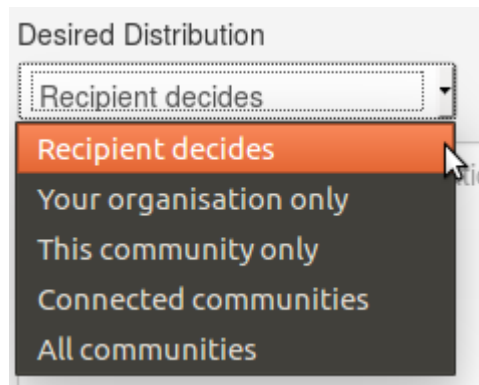 Desired Distribution
Recipient decides
Recipient decides
Your organisation only
This community only
Connected communities
All communities